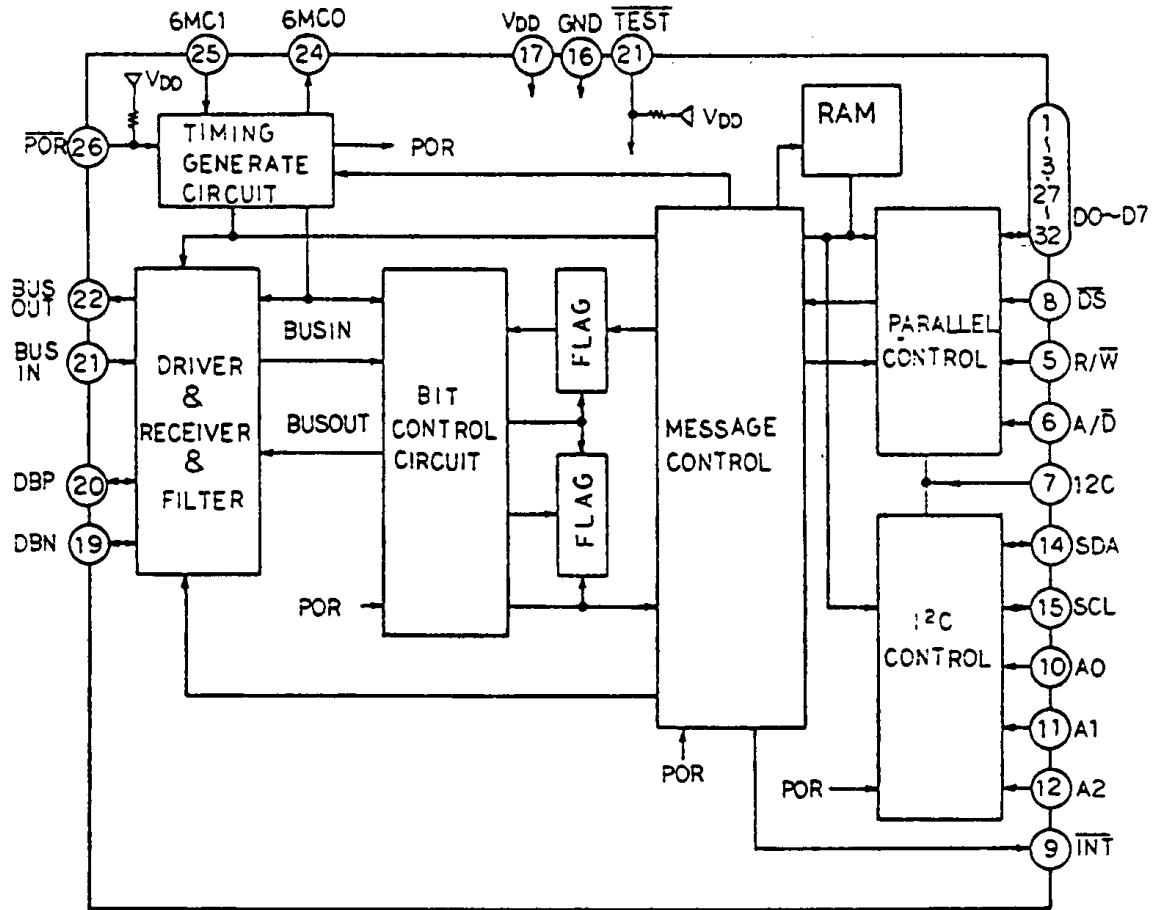 6MC1
6MC0
VDD
GND
TEST
25
24
17
16
21
VDD
VDD
RAM
POR
26
TIMING
GENERATE
CIRCUIT
POR
1
~
3
27
~
32
D0~D7
BUS
OUT
22
BUSIN
FLAG
PARALLEL
CONTROL
8
DS
BUS
IN
21
5
R/W
DRIVER
&
RECEIVER
&
FILTER
BUSOUT
BIT
CONTROL
CIRCUIT
MESSAGE
CONTROL
6
A/D
DBP
20
FLAG
7
I2C
DBN
19
14
SDA
POR
15
SCL
I²C
CONTROL
10
A0
11
A1
POR
POR
12
A2
9
INT